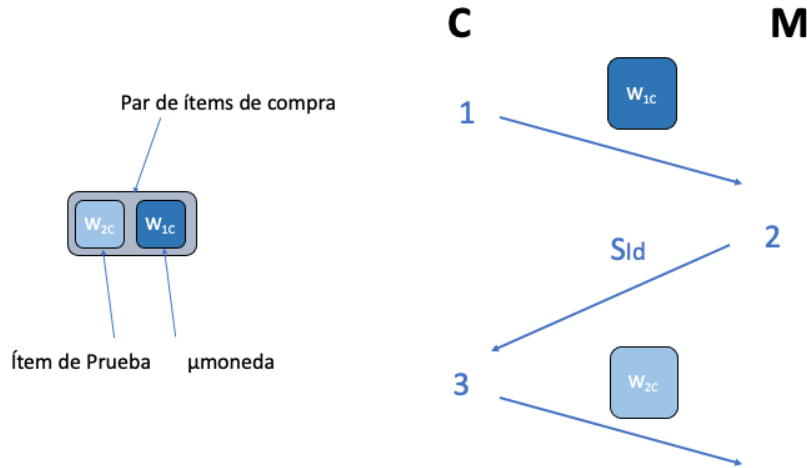 C
M
Par de ítems de compra
W1C
1
W2C
W1C
2
SId
Ítem de Prueba
µmoneda
3
W2C